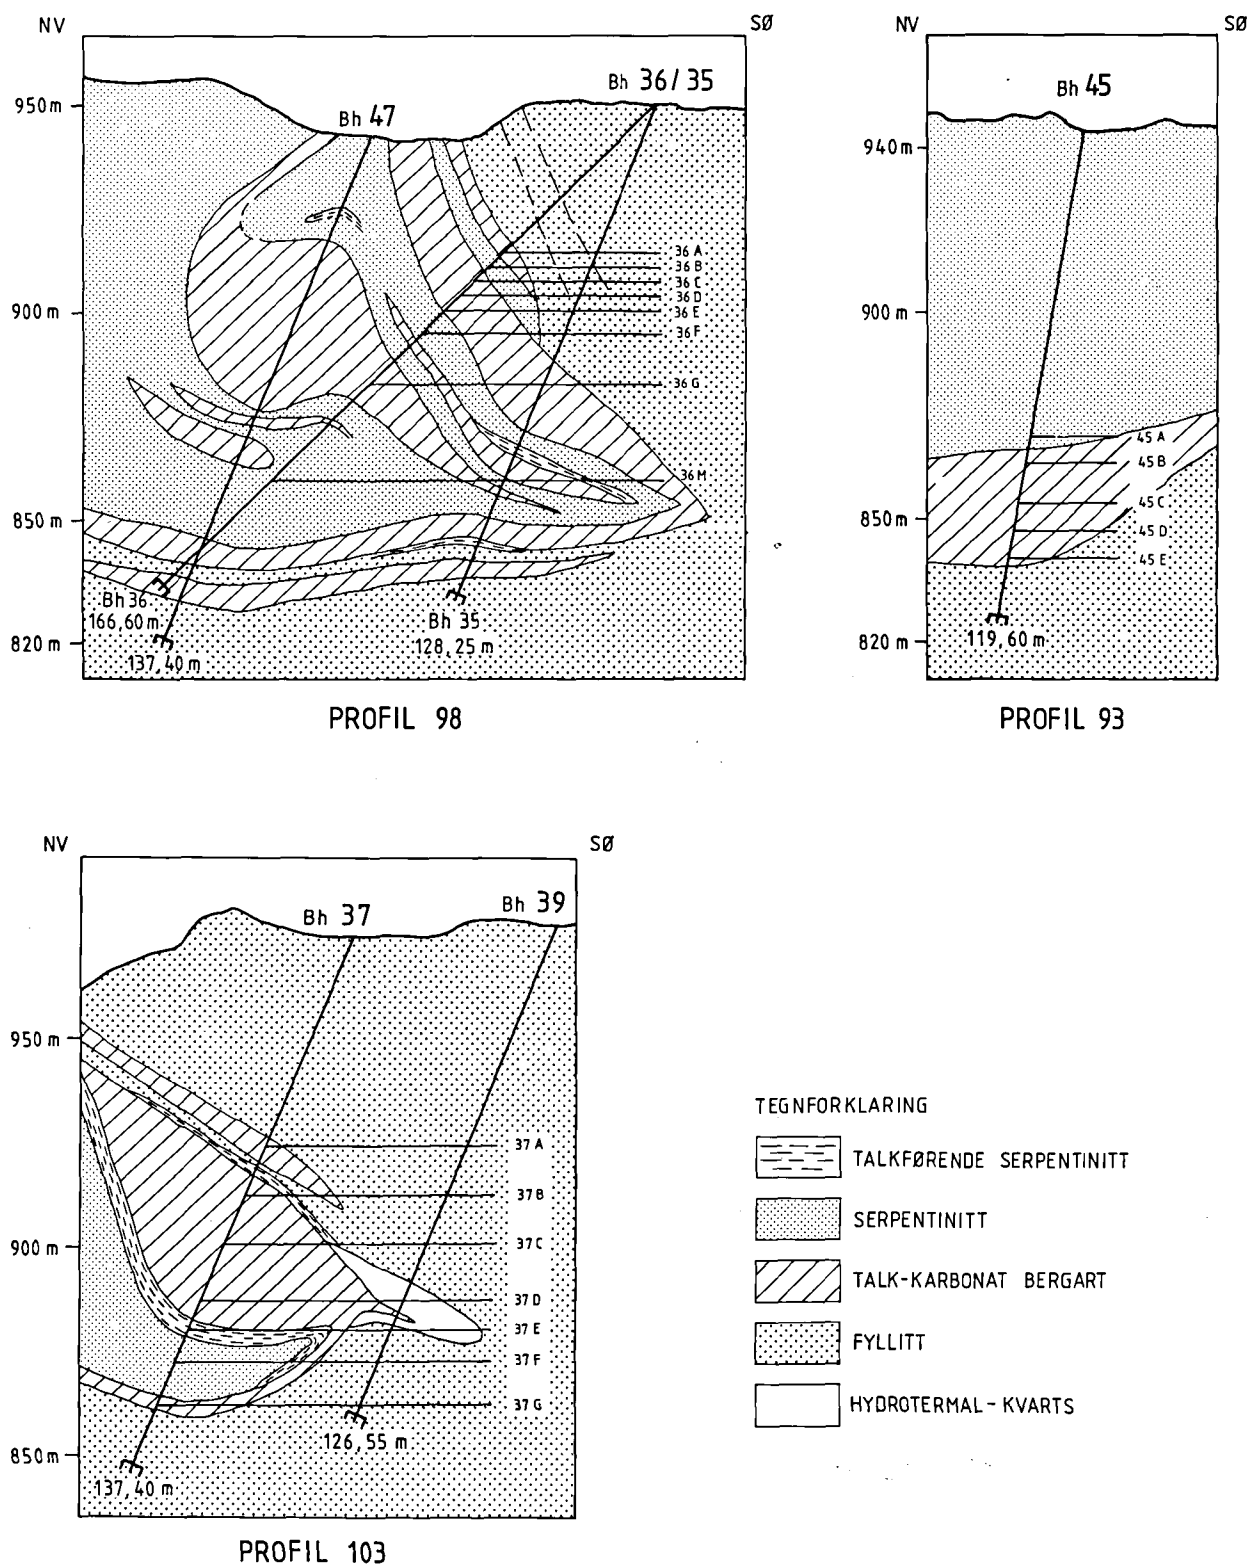 NV
SØ
Bh 47
Bh 36/35
950 m
36 A
36 B
36 C
36 D
36 E
36 F
900 m
36 G
36 M
850 m
Bh 36
166,60 m
Bh 35
128,25 m
820 m
137,40 m
PROFIL 98
NV
SØ
Bh 45
940 m
900 m
45 A
45 B
45 C
850 m
45 D
45 E
820 m
119,60 m
PROFIL 93
NV
SØ
Bh 37
Bh 39
950 m
37 A
37 B
900 m
37 C
37 D
37 E
37 F
37 G
126,55 m
850 m
137,40 m
PROFIL 103
TEGNFORKLARING
TALKFØRENDE SERPENTINITT
SERPENTINITT
TALK-KARBONAT BERGART
FYLLITT
HYDROTERMAL-KVARTS